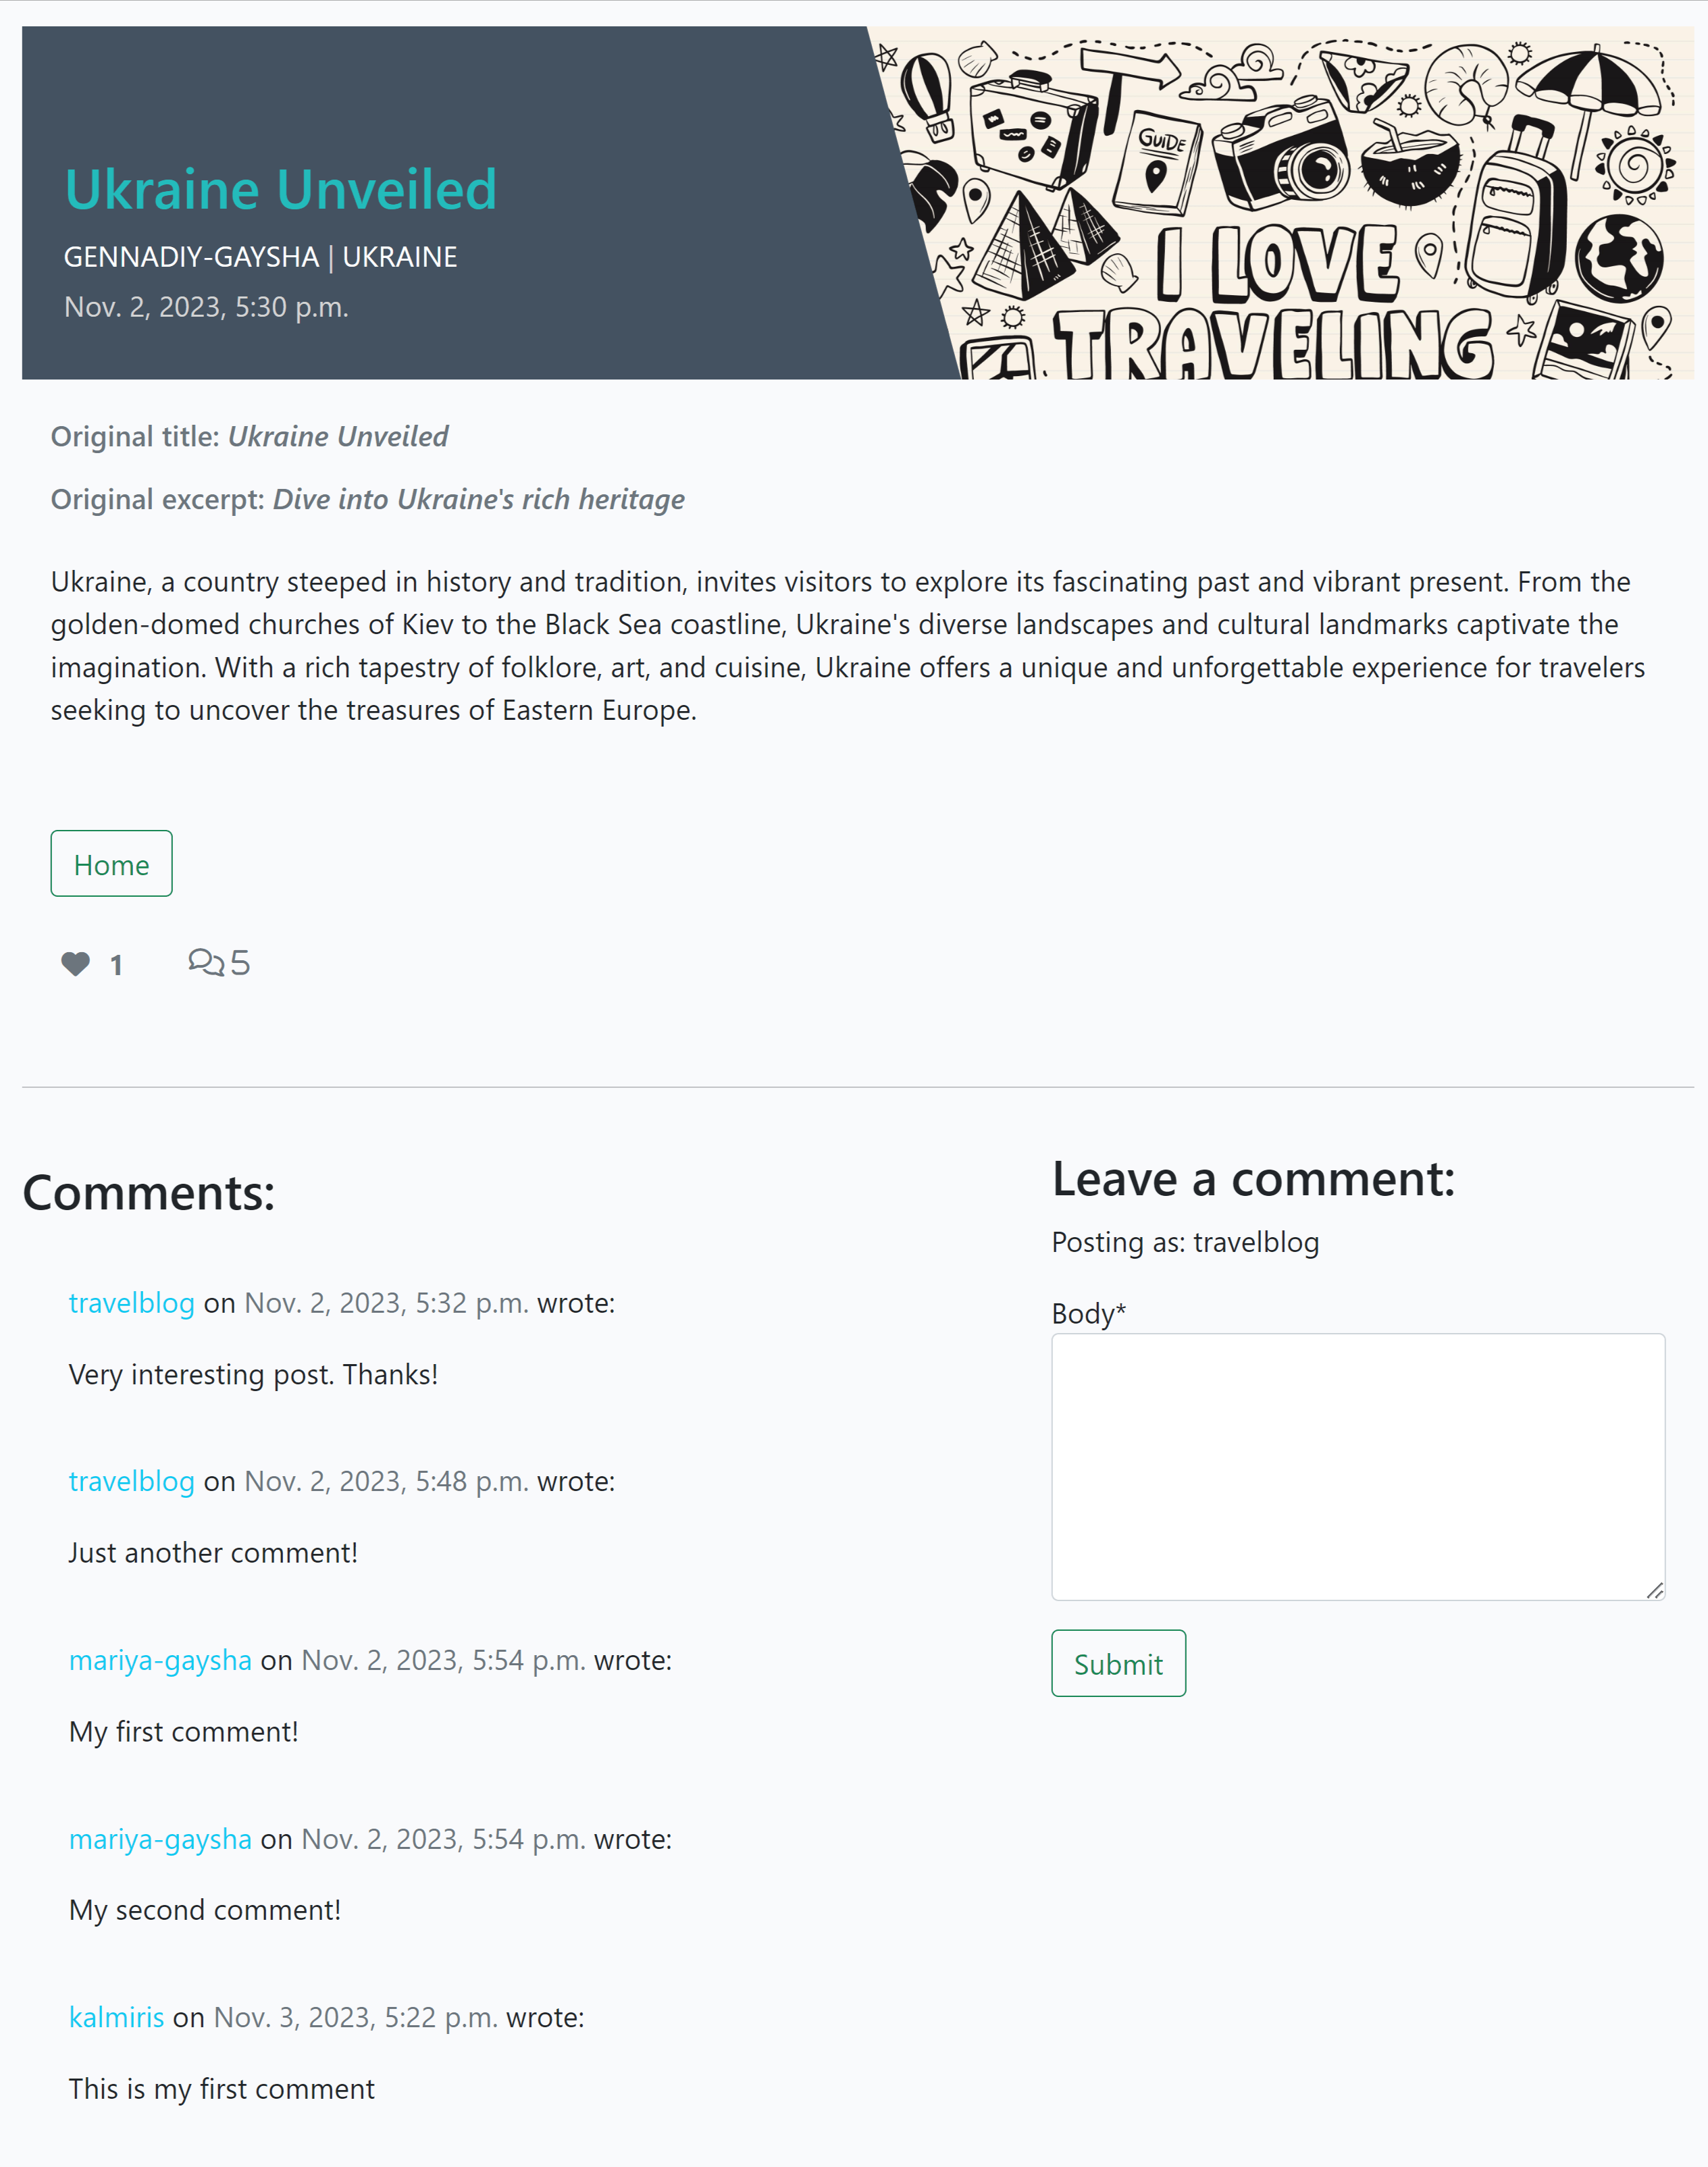 Ukraine Unveiled
GENNADIY-GAYSHA | UKRAINE
Nov. 2, 2023, 5:30 p.m.
GUiDE
I LOVE
TRAVELING
Original title: Ukraine Unveiled
Original excerpt: Dive into Ukraine's rich heritage
Ukraine, a country steeped in history and tradition, invites visitors to explore its fascinating past and vibrant present. From the
golden-domed churches of Kiev to the Black Sea coastline, Ukraine's diverse landscapes and cultural landmarks captivate the
imagination. With a rich tapestry of folklore, art, and cuisine, Ukraine offers a unique and unforgettable experience for travelers
seeking to uncover the treasures of Eastern Europe.
Home
1 5
Comments:
travelblog on Nov. 2, 2023, 5:32 p.m. wrote:
Very interesting post. Thanks!
travelblog on Nov. 2, 2023, 5:48 p.m. wrote:
Just another comment!
mariya-gaysha on Nov. 2, 2023, 5:54 p.m. wrote:
My first comment!
mariya-gaysha on Nov. 2, 2023, 5:54 p.m. wrote:
My second comment!
kalmiris on Nov. 3, 2023, 5:22 p.m. wrote:
This is my first comment
Leave a comment:
Posting as: travelblog
Body*
Submit